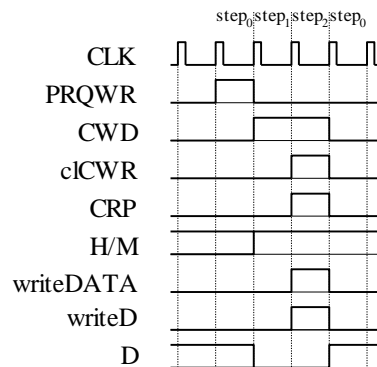 step0 step1 step2 step0
CLK
PRQWR
CWD
clCWR
CRP
H/M
writeDATA
writeD
D